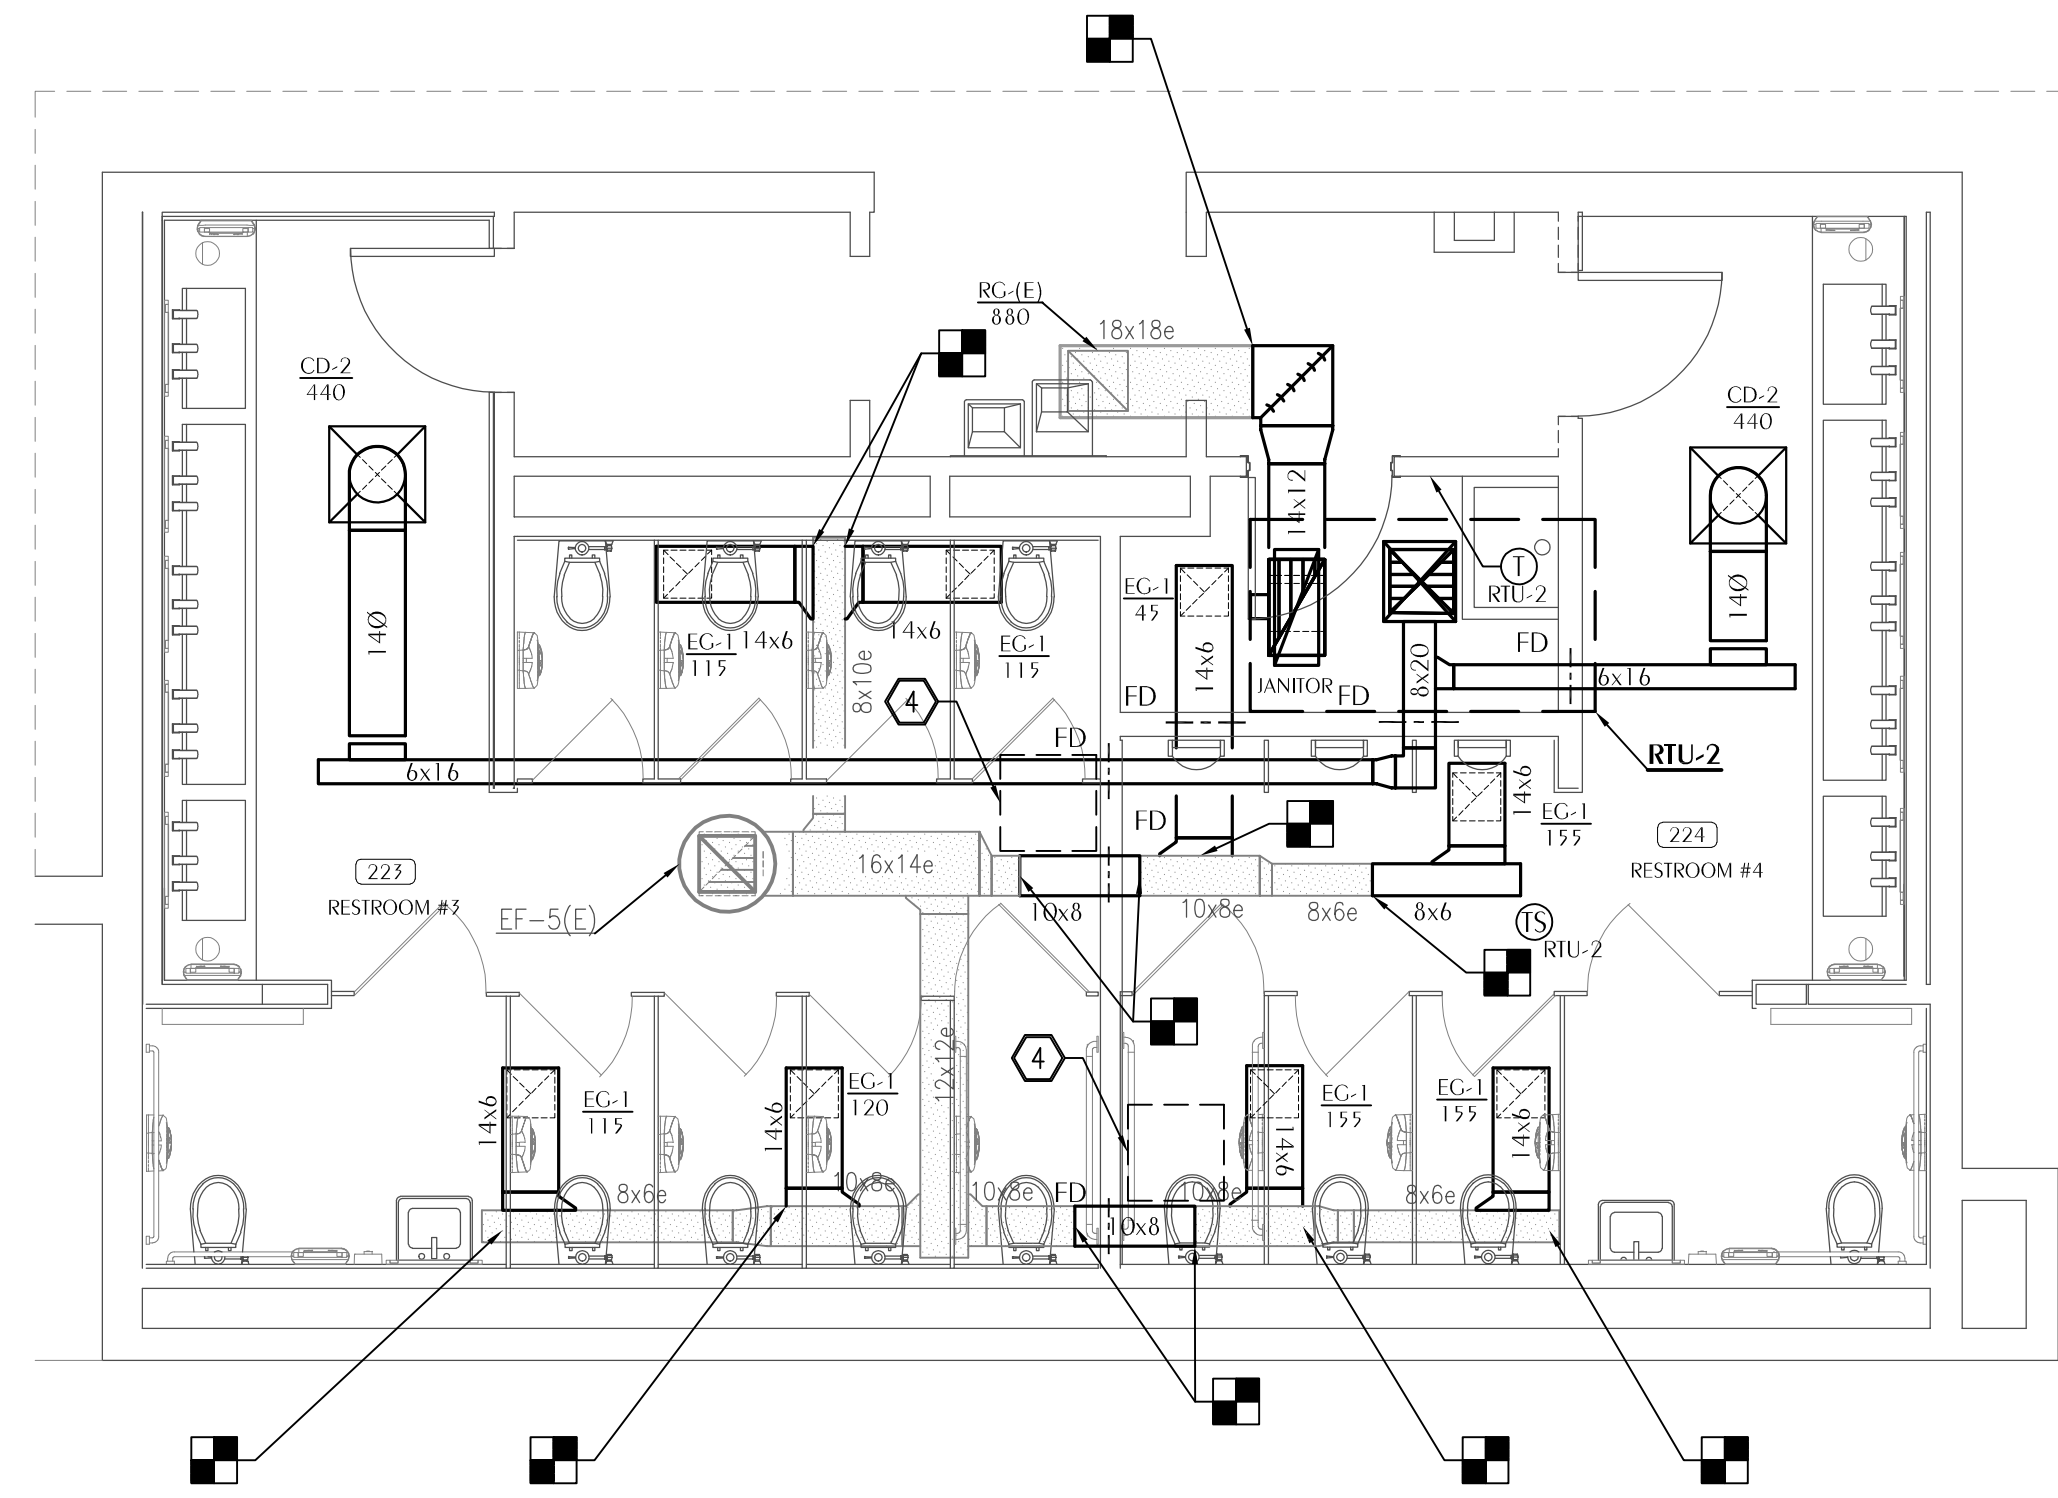 RG-(E)
880
18x18e
CD-2
440
CD-2
440
14x12
T
RTU-2
EG-1
45
14Ø
14Ø
EG-1
115
14x6
14x6
EG-1
115
8x10e
14x6
8x20
FD
FD
JANITOR
FD
6x16
4
FD
RTU-2
6x16
14x6
EG-1
155
FD
224
RESTROOM #4
223
RESTROOM #3
16x14e
EF-5(E)
10x8
10x8e
8x6e
8x6
TS
RTU-2
12x12e
4
14x6
EG-1
115
14x6
EG-1
120
14x6
EG-1
155
EG-1
155
14x6
8x6e
10x8e
10x8e
FD
10x8e
8x6e
10x8